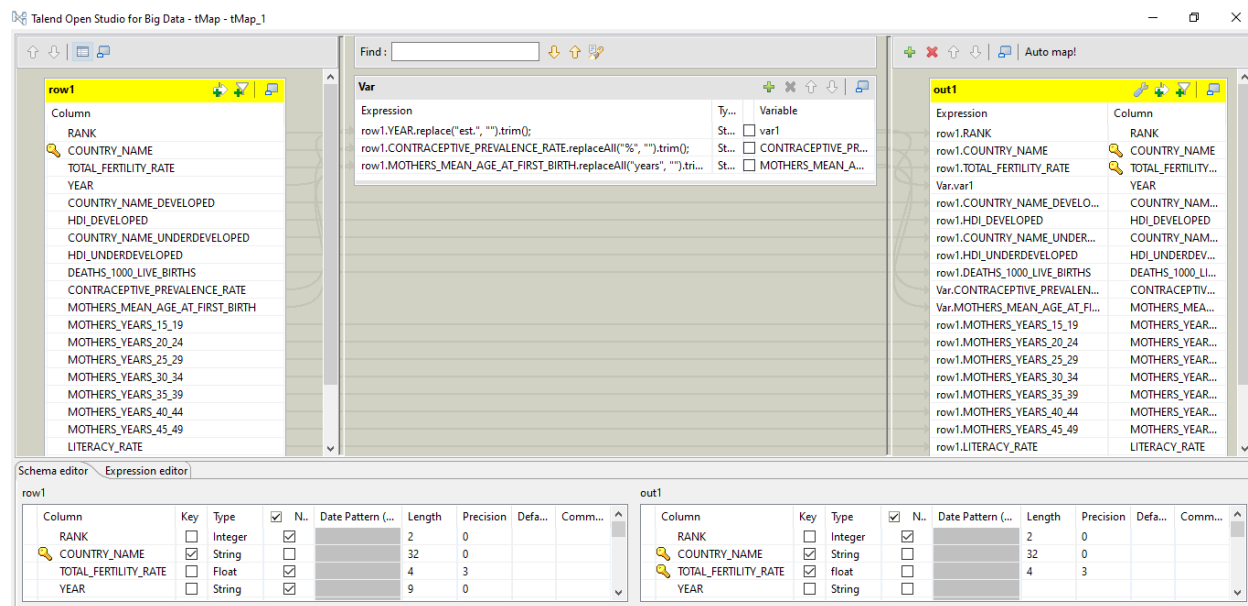 Talend Open Studio for Big Data - tMap - tMap_1
Find :
Auto map!
row1
Column
RANK
COUNTRY_NAME
TOTAL_FERTILITY_RATE
YEAR
COUNTRY_NAME_DEVELOPED
HDI_DEVELOPED
COUNTRY_NAME_UNDERDEVELOPED
HDI_UNDERDEVELOPED
DEATHS_1000_LIVE_BIRTHS
CONTRACEPTIVE_PREVALENCE_RATE
MOTHERS_MEAN_AGE_AT_FIRST_BIRTH
MOTHERS_YEARS_15_19
MOTHERS_YEARS_20_24
MOTHERS_YEARS_25_29
MOTHERS_YEARS_30_34
MOTHERS_YEARS_35_39
MOTHERS_YEARS_40_44
MOTHERS_YEARS_45_49
LITERACY_RATE
Var
Expression Ty... Variable
row1.YEAR.replace("est.", "").trim(); St... var1
row1.CONTRACEPTIVE_PREVALENCE_RATE.replaceAll("%", "").trim(); St... CONTRACEPTIVE_PR...
row1.MOTHERS_MEAN_AGE_AT_FIRST_BIRTH.replaceAll("years", "").tri... St... MOTHERS_MEAN_A...
out1
Expression Column
row1.RANK RANK
row1.COUNTRY_NAME COUNTRY_NAME
row1.TOTAL_FERTILITY_RATE TOTAL_FERTILITY...
Var.var1 YEAR
row1.COUNTRY_NAME_DEVELO... COUNTRY_NAM...
row1.HDI_DEVELOPED HDI_DEVELOPED
row1.COUNTRY_NAME_UNDER... COUNTRY_NAM...
row1.HDI_UNDERDEVELOPED HDI_UNDERDEV...
row1.DEATHS_1000_LIVE_BIRTHS DEATHS_1000_LI...
Var.CONTRACEPTIVE_PREVALEN... CONTRACEPTIV...
Var.MOTHERS_MEAN_AGE_AT_FI... MOTHERS_MEA...
row1.MOTHERS_YEARS_15_19 MOTHERS_YEAR...
row1.MOTHERS_YEARS_20_24 MOTHERS_YEAR...
row1.MOTHERS_YEARS_25_29 MOTHERS_YEAR...
row1.MOTHERS_YEARS_30_34 MOTHERS_YEAR...
row1.MOTHERS_YEARS_35_39 MOTHERS_YEAR...
row1.MOTHERS_YEARS_40_44 MOTHERS_YEAR...
row1.MOTHERS_YEARS_45_49 MOTHERS_YEAR...
row1.LITERACY_RATE LITERACY_RATE
Schema editor Expression editor
row1
Column Key Type N.. Date Pattern (... Length Precision Defa... Comm...
RANK Integer 2 0
COUNTRY_NAME String 32 0
TOTAL_FERTILITY_RATE Float 4 3
YEAR String 9 0
out1
Column Key Type N.. Date Pattern (... Length Precision Defa... Comm...
RANK Integer 2 0
COUNTRY_NAME String 32 0
TOTAL_FERTILITY_RATE float 4 3
YEAR String 9 0